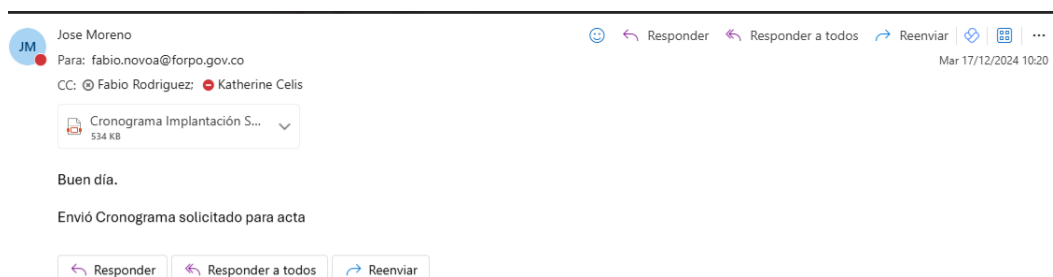 JM
Jose Moreno
Responder
Responder a todos
Reenviar
Para: fabio.novoa@forpo.gov.co
Mar 17/12/2024 10:20
CC: Fabio Rodriguez; Katherine Celis
Cronograma Implantación S...
534 KB
Buen día.
Envió Cronograma solicitado para acta
Responder
Responder a todos
Reenviar